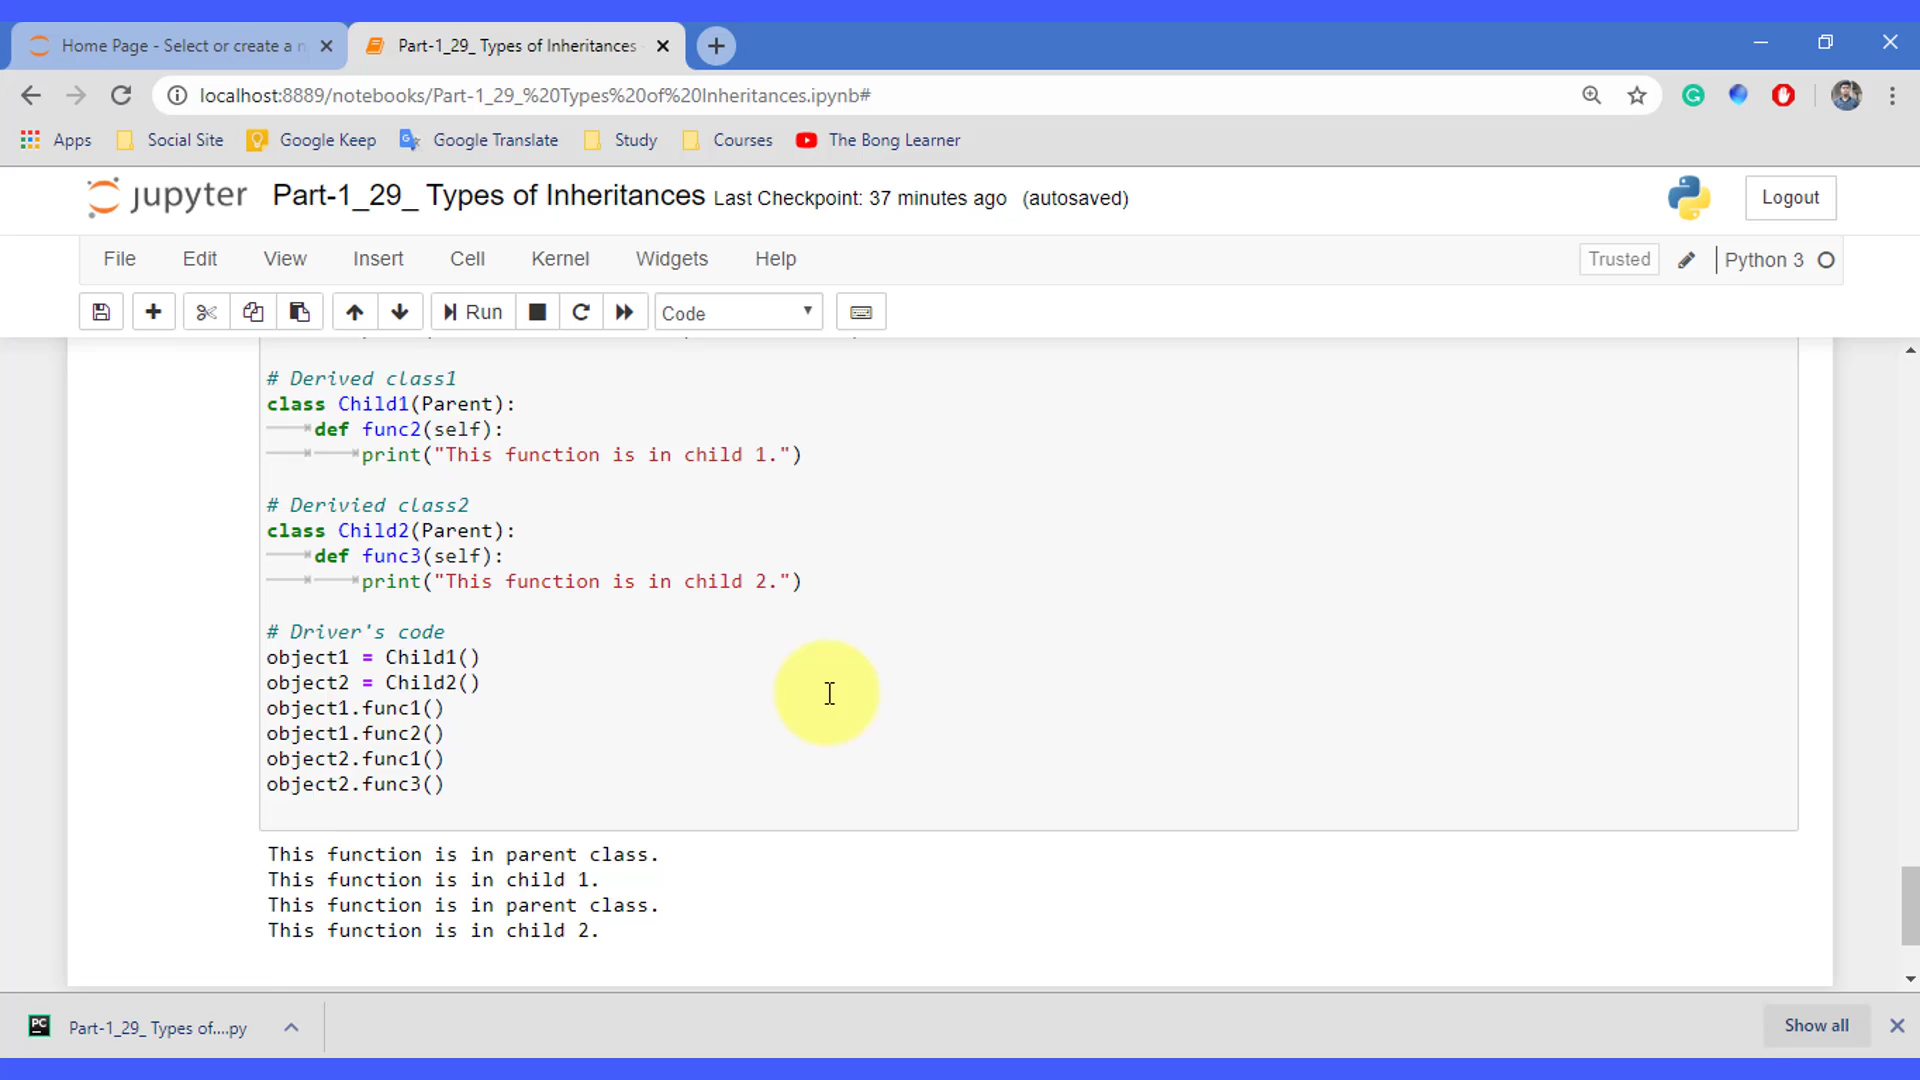 Home Page - Select or create a n
Part-1_29_ Types of Inheritances
localhost:8889/notebooks/Part-1_29_%20Types%20of%20Inheritances.ipynb#
Apps Social Site Google Keep Google Translate Study Courses The Bong Learner
jupyter Part-1_29_ Types of Inheritances Last Checkpoint: 37 minutes ago (autosaved)
Logout
File Edit View Insert Cell Kernel Widgets Help
Trusted Python 3
Run Code
# Derived class1
class Child1(Parent):
def func2(self):
print("This function is in child 1.")
# Derivied class2
class Child2(Parent):
def func3(self):
print("This function is in child 2.")
# Driver's code
object1 = Child1()
object2 = Child2()
object1.func1()
object1.func2()
object2.func1()
object2.func3()
This function is in parent class.
This function is in child 1.
This function is in parent class.
This function is in child 2.
PC Part-1_29_ Types of....py
Show all